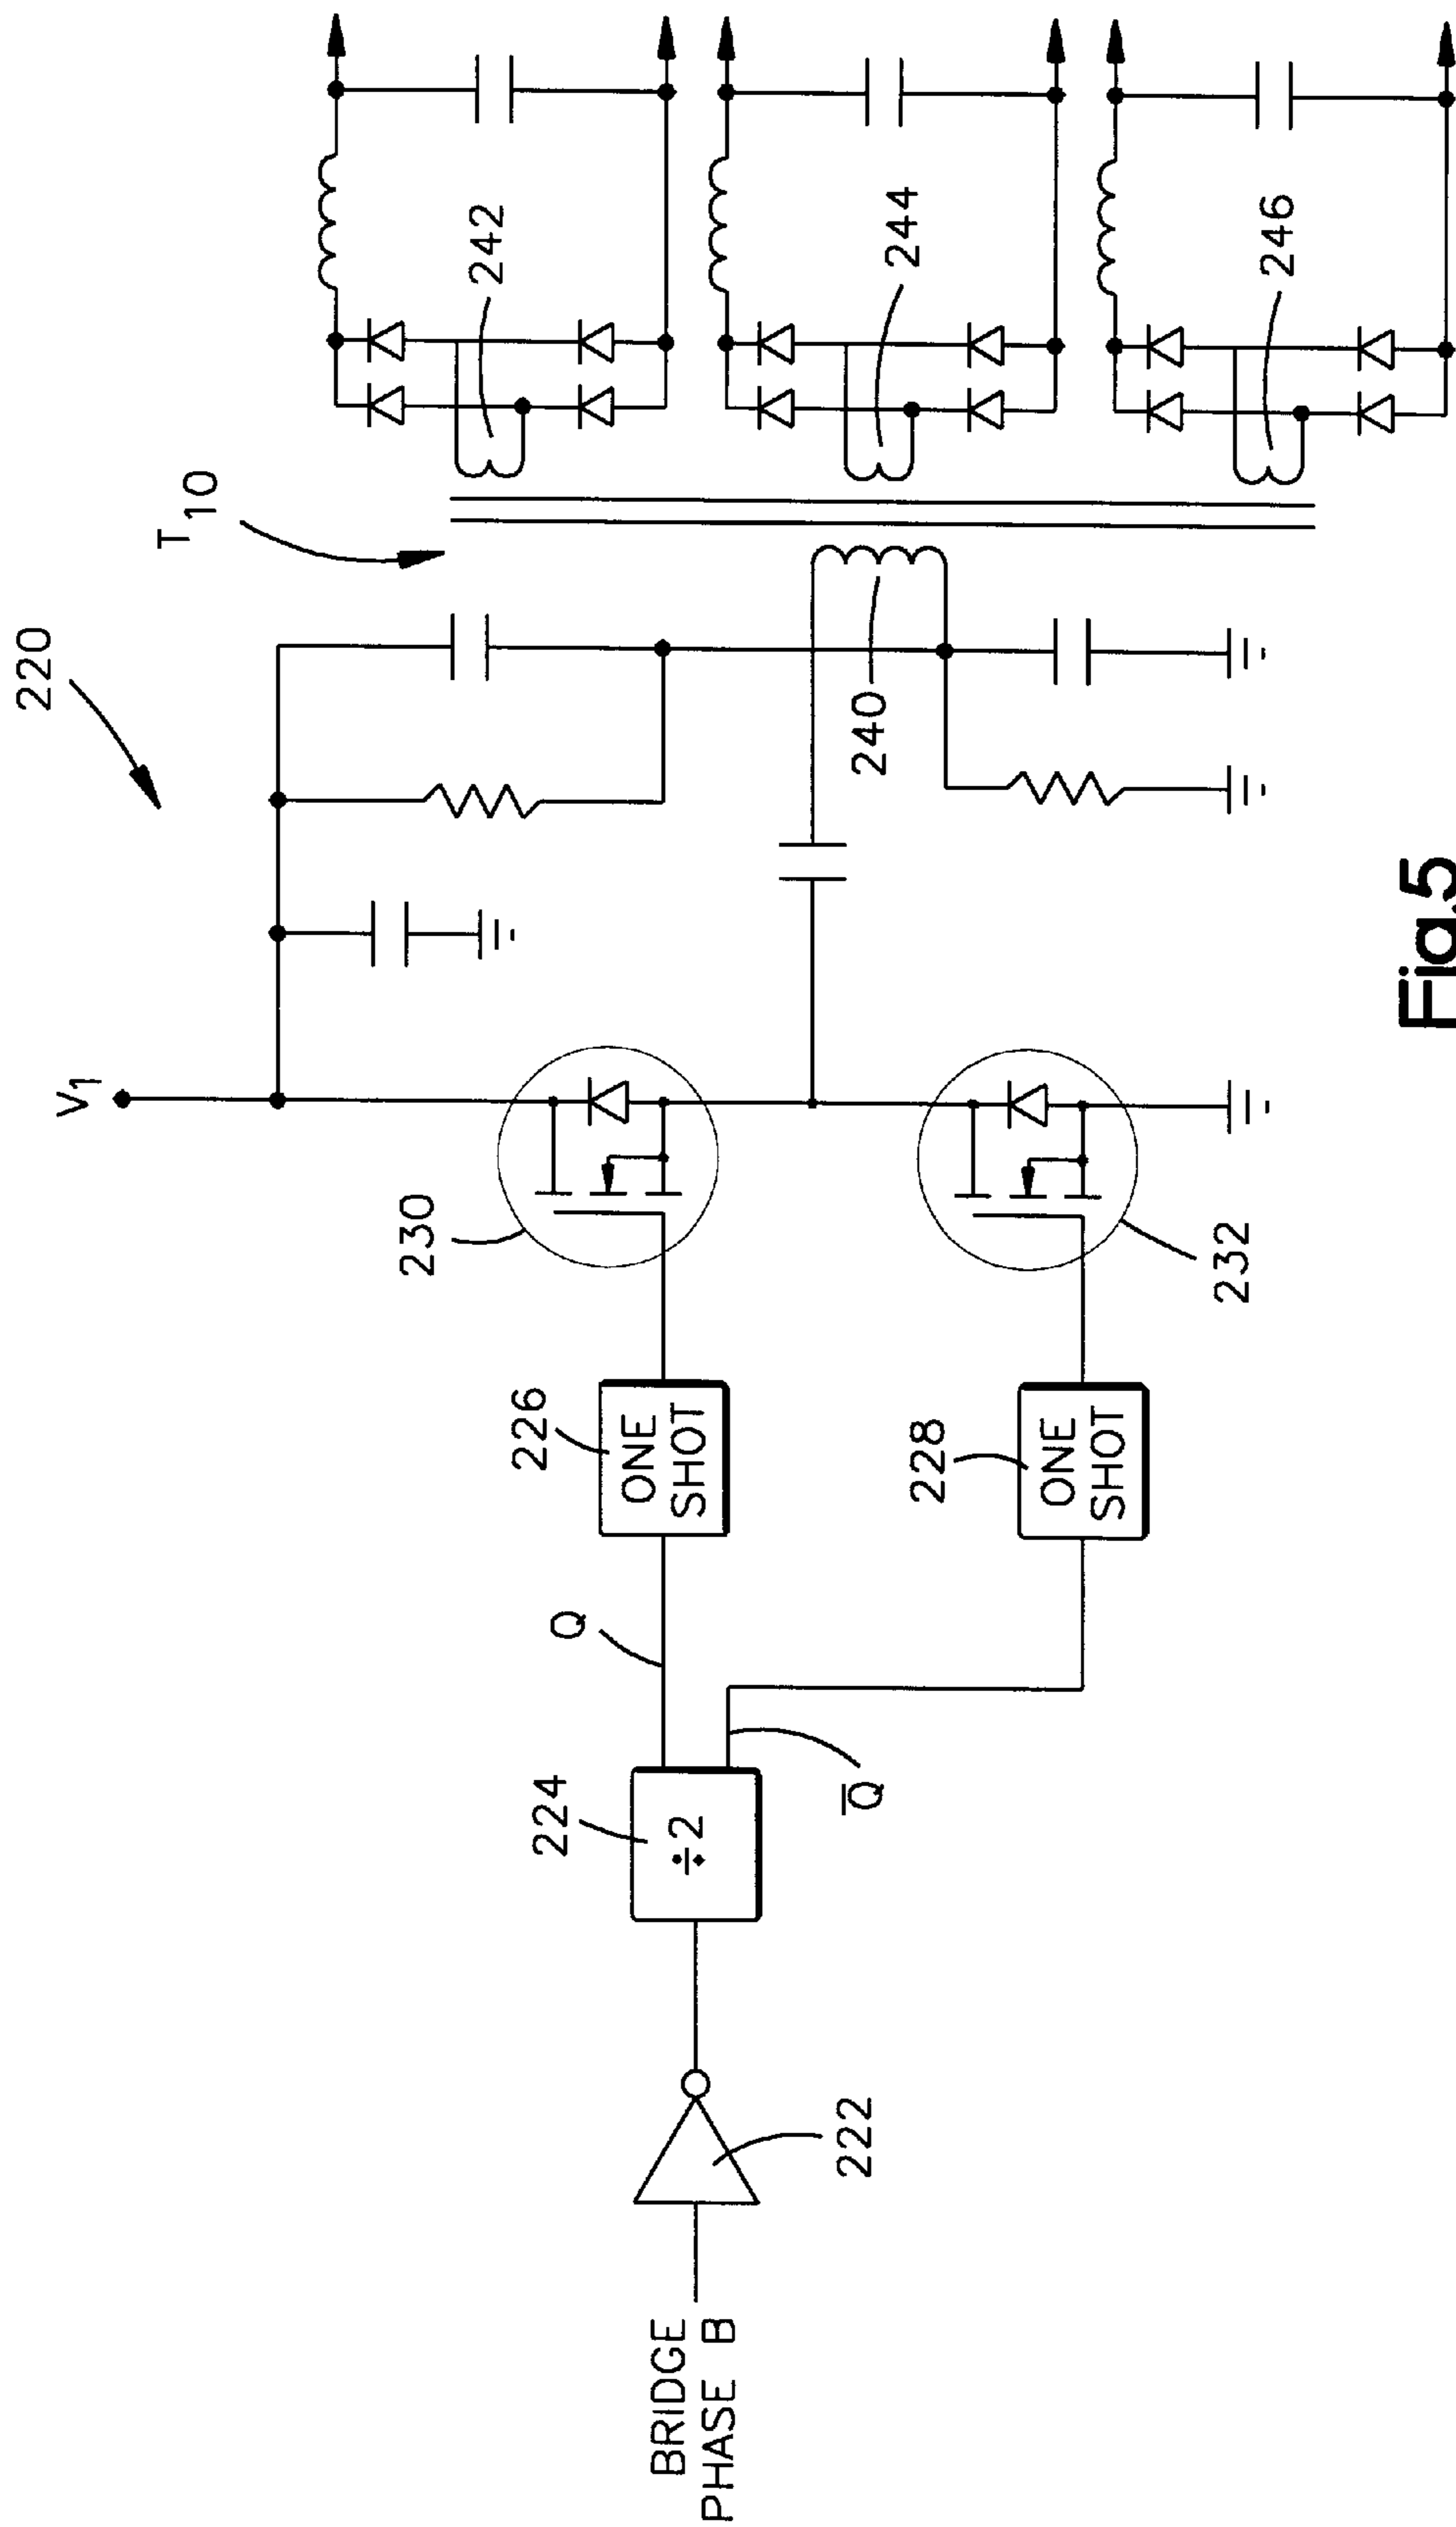 220
T10
V1
230
232
226
ONE
SHOT
228
ONE
SHOT
Q
Q̅
224
÷2
222
BRIDGE
PHASE B
240
242
244
246
Fig.5